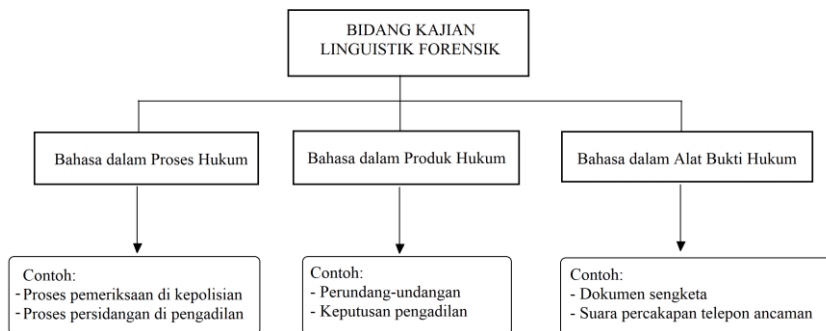 BIDANG KAJIAN
LINGUISTIK FORENSIK
Bahasa dalam Proses Hukum
Bahasa dalam Produk Hukum
Bahasa dalam Alat Bukti Hukum
Contoh:
- Proses pemeriksaan di kepolisian
- Proses persidangan di pengadilan
Contoh:
- Perundang-undangan
- Keputusan pengadilan
Contoh:
- Dokumen sengketa
- Suara percakapan telepon ancaman